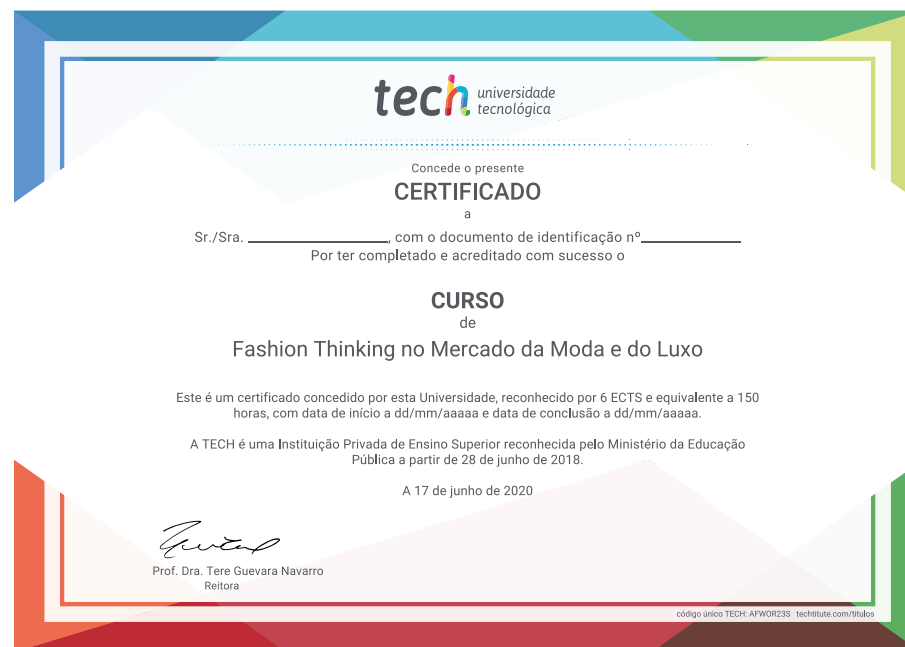 tech universidade
tecnológica
Concede o presente
CERTIFICADO
a
Sr./Sra. ________________, com o documento de identificação nº____________
Por ter completado e acreditado com sucesso o
CURSO
de
Fashion Thinking no Mercado da Moda e do Luxo
Este é um certificado concedido por esta Universidade, reconhecido por 6 ECTS e equivalente a 150
horas, com data de início a dd/mm/aaaaa e data de conclusão a dd/mm/aaaaa.
A TECH é uma Instituição Privada de Ensino Superior reconhecida pelo Ministério da Educação
Pública a partir de 28 de junho de 2018.
A 17 de junho de 2020
Prof. Dra. Tere Guevara Navarro
Reitora
código único TECH: AFWOR23S techtitute.com/titulos